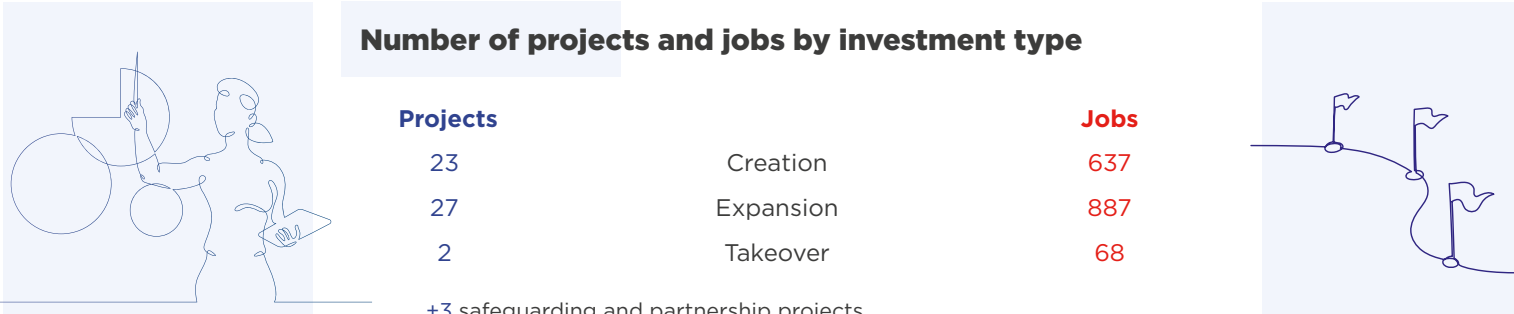 Number of projects and jobs by investment type
Projects Jobs
23 Creation 637
27 Expansion 887
2 Takeover 68
+3 safeguarding and partnership projects